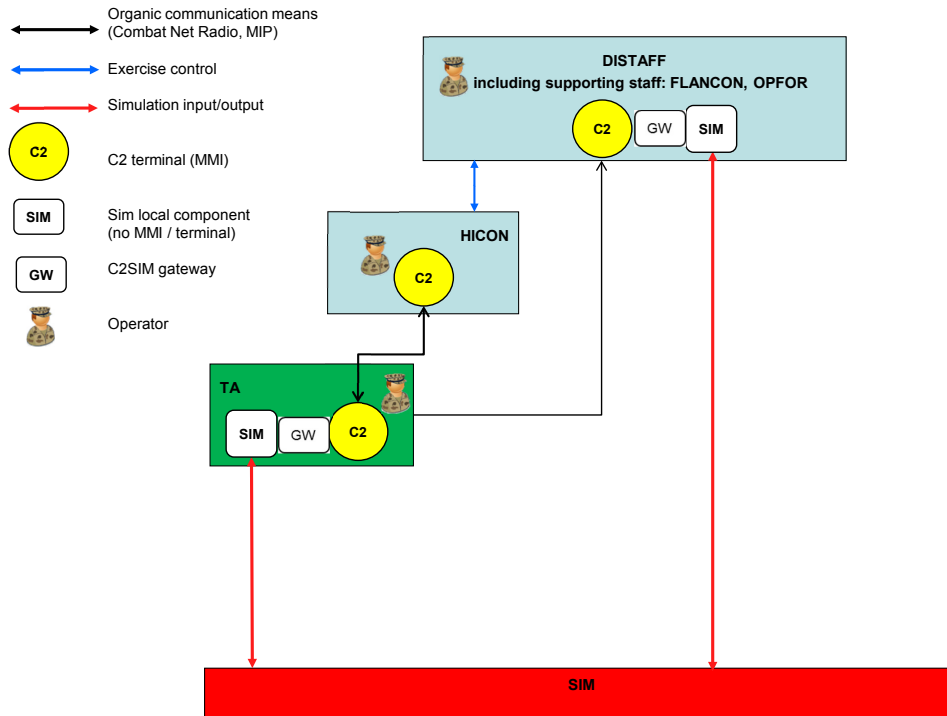 Organic communication means
(Combat Net Radio, MIP)
Exercise control
Simulation input/output
C2
C2 terminal (MMI)
SIM
Sim local component
(no MMI / terminal)
GW
C2SIM gateway
Operator
DISTAFF
including supporting staff: FLANCON, OPFOR
C2
GW
SIM
HICON
C2
TA
SIM
GW
C2
SIM